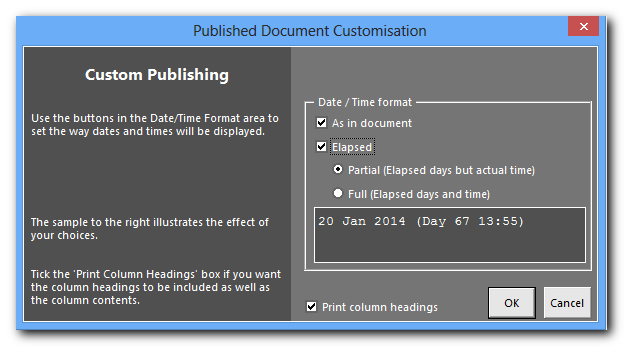 Published Document Customisation
Custom Publishing
Use the buttons in the Date/Time Format area to
set the way dates and times will be displayed.
The sample to the right illustrates the effect of
your choices.
Tick the 'Print Column Headings' box if you want
the column headings to be included as well as
the column contents.
Date / Time format
As in document
Elapsed
Partial (Elapsed days but actual time)
Full (Elapsed days and time)
20 Jan 2014 (Day 67 13:55)
Print column headings
OK
Cancel